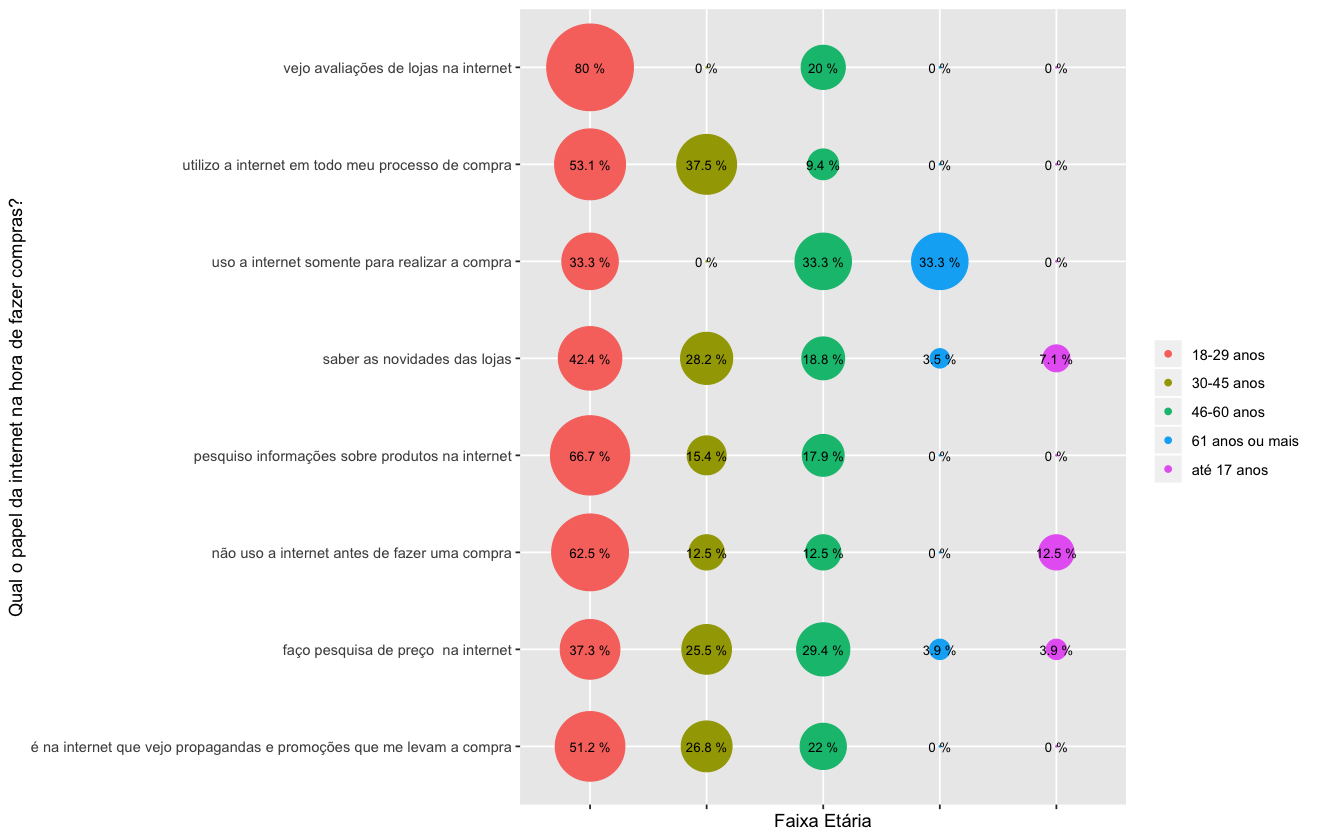 Qual o papel da internet na hora de fazer compras?
vejo avaliações de lojas na internet 80 % 0 % 20 % 0 % 0 %
utilizo a internet em todo meu processo de compra 53.1 % 37.5 % 9.4 % 0 % 0 %
uso a internet somente para realizar a compra 33.3 % 0 % 33.3 % 33.3 % 0 %
saber as novidades das lojas 42.4 % 28.2 % 18.8 % 3.5 % 7.1 %
pesquiso informações sobre produtos na internet 66.7 % 15.4 % 17.9 % 0 % 0 %
não uso a internet antes de fazer uma compra 62.5 % 12.5 % 12.5 % 0 % 12.5 %
faço pesquisa de preço  na internet 37.3 % 25.5 % 29.4 % 3.9 % 3.9 %
é na internet que vejo propagandas e promoções que me levam a compra 51.2 % 26.8 % 22 % 0 % 0 %
Faixa Etária
18-29 anos
30-45 anos
46-60 anos
61 anos ou mais
até 17 anos